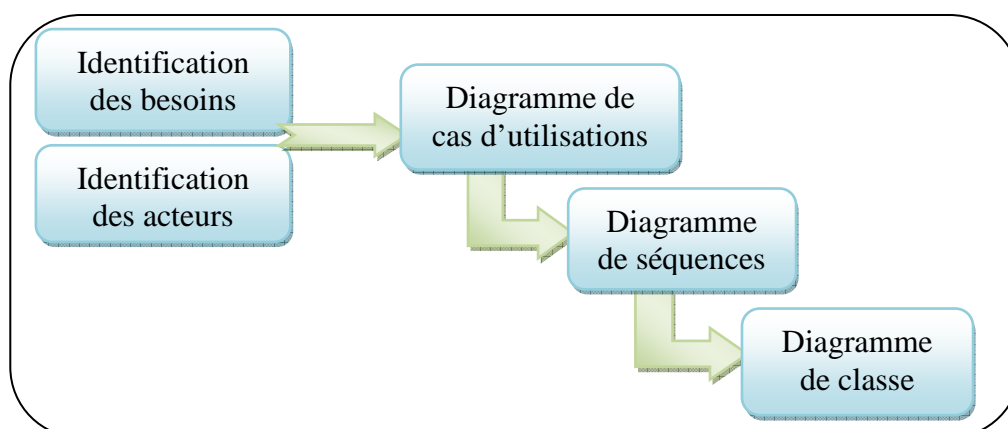 Identification
des besoins
Identification
des acteurs
Diagramme de
cas d’utilisations
Diagramme
de séquences
Diagramme
de classe